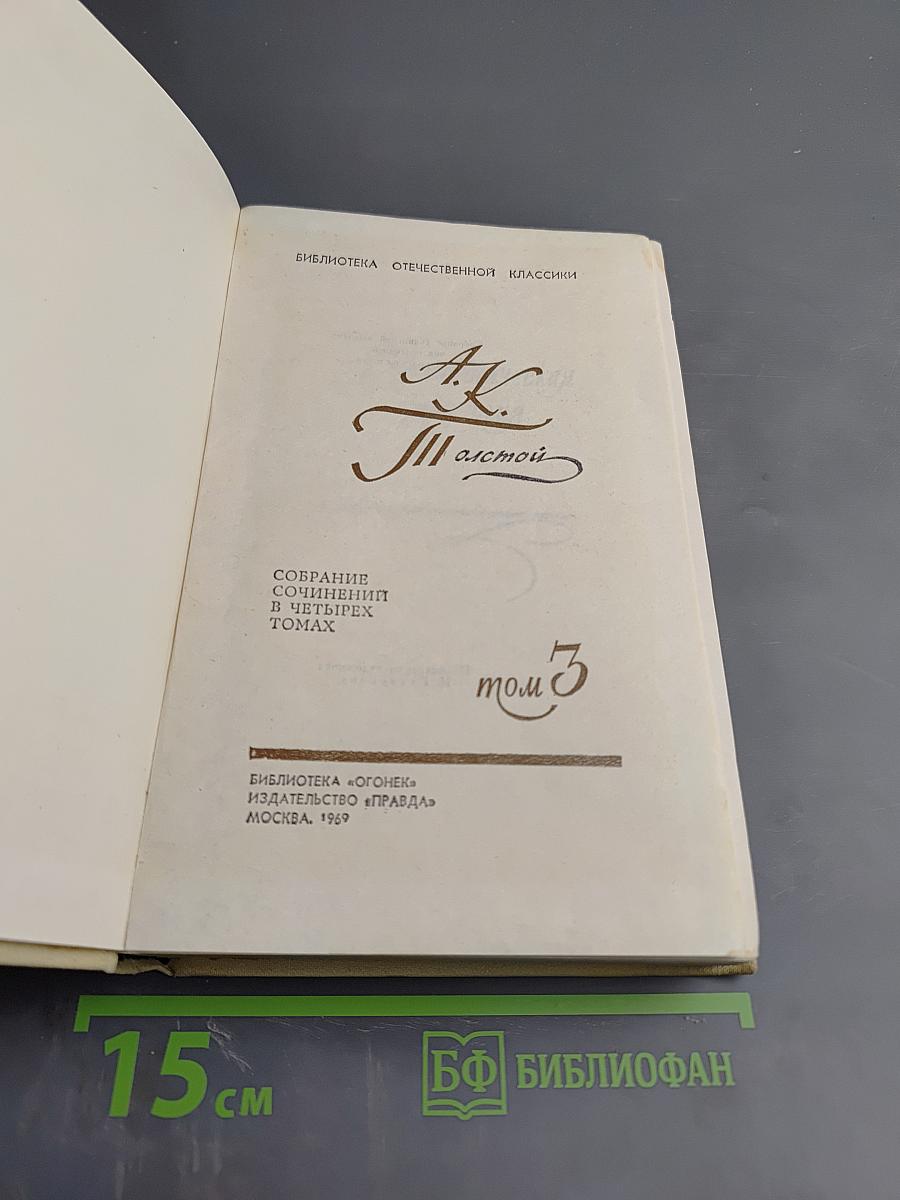 БИБЛИОТЕКА ОТЕЧЕСТВЕННОЙ КЛАССИКИ
А.К.
Толстой
СОБРАНИЕ
СОЧИНЕНИЙ
В ЧЕТЫРЕХ
ТОМАХ
том 3
БИБЛИОТЕКА «ОГОНЕК»
ИЗДАТЕЛЬСТВО «ПРАВДА»
МОСКВА. 1969
15 см
БФ БИБЛИОФАН